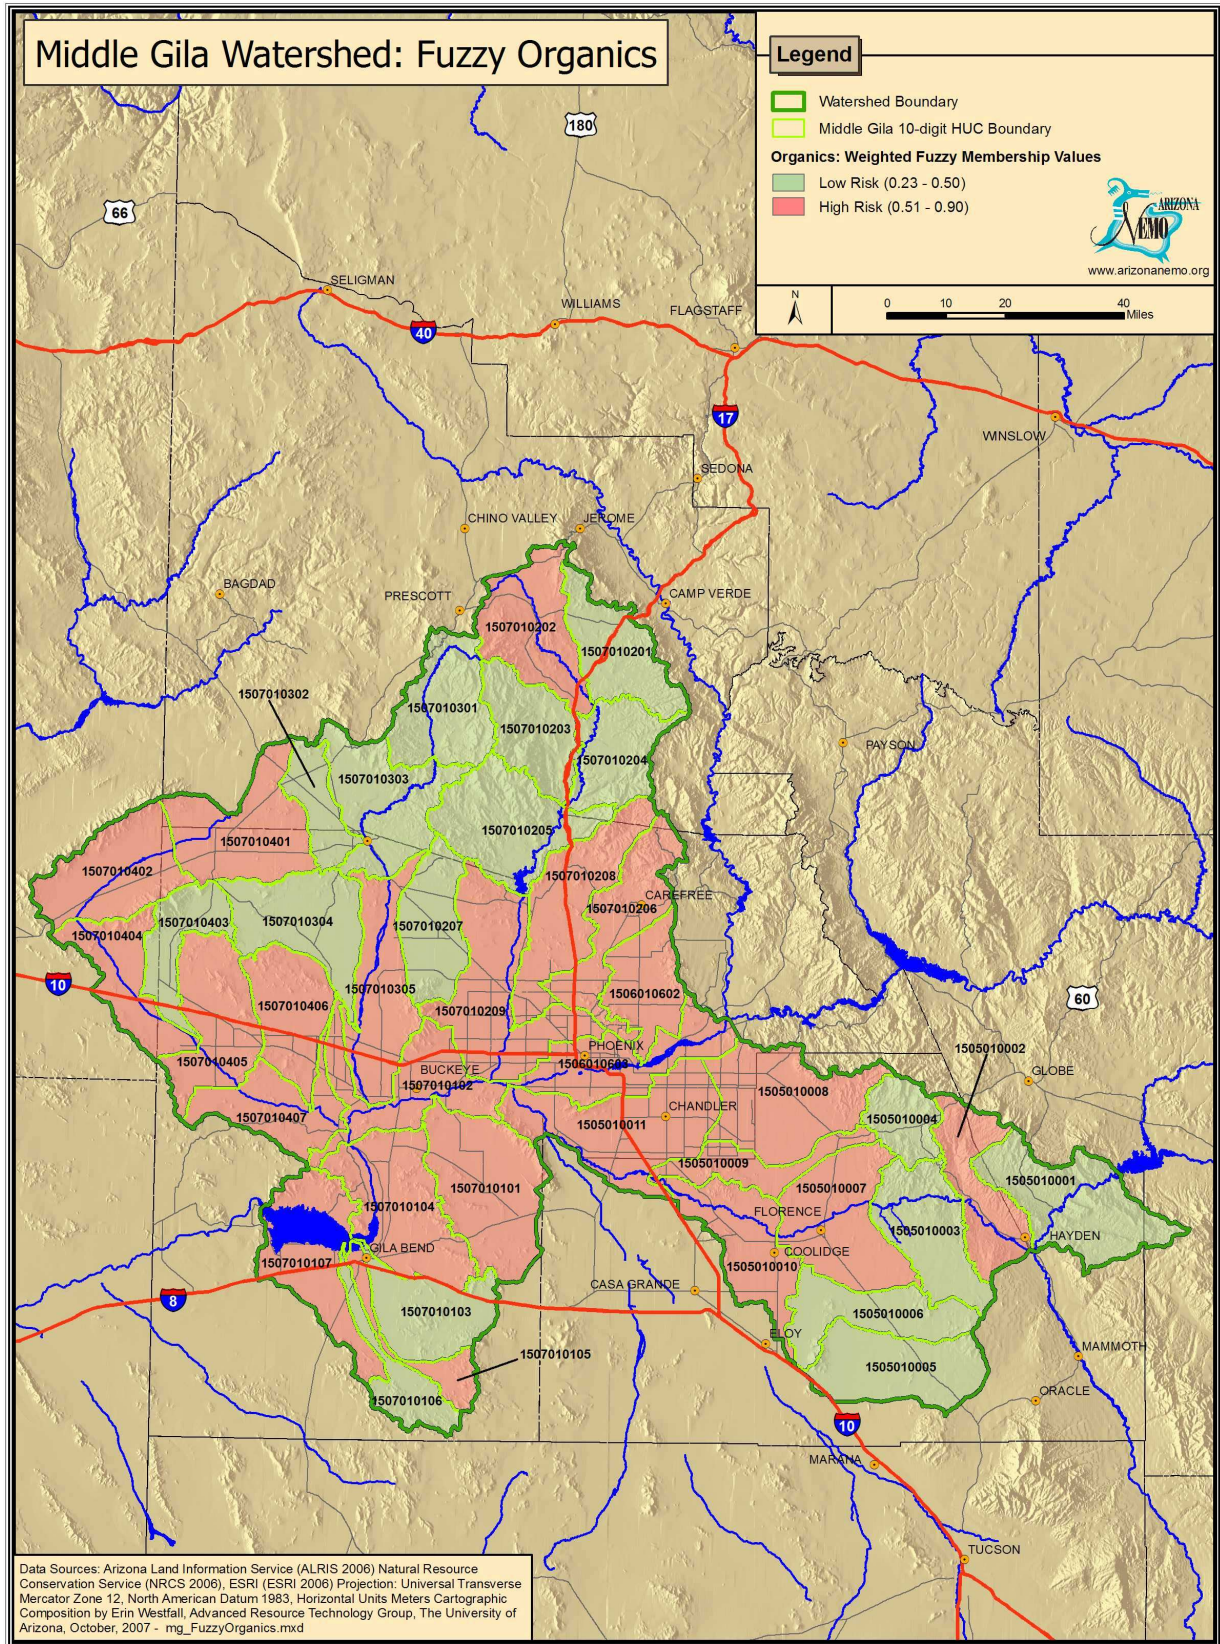 Middle Gila Watershed: Fuzzy Organics
Legend
Watershed Boundary
Middle Gila 10-digit HUC Boundary
Organics: Weighted Fuzzy Membership Values
Low Risk (0.23 - 0.50)
High Risk (0.51 - 0.90)
ARIZONA
NEMO
www.arizonanemo.org
N
0 10 20 40
Miles
180
66
SELIGMAN
WILLIAMS
FLAGSTAFF
40
17
WINSLOW
SEDONA
CHINO VALLEY
JEROME
BAGDAD
PRESCOTT
CAMP VERDE
1507010202
1507010201
1507010302
1507010301
1507010203
PAYSON
1507010204
1507010303
1507010205
1507010401
1507010402
1507010208
CAREFREE
1507010206
1507010403
1507010304
1507010207
1507010404
10
1507010305
1506010602
60
1507010406
1507010209
PHOENIX
1505010002
1507010405
BUCKEYE
1506010603
GLOBE
1507010102
1505010008
CHANDLER
1507010407
1505010011
1505010004
1505010009
1505010001
1507010101
1505010007
1507010104
FLORENCE
1505010003
HAYDEN
GILA BEND
COOLIDGE
1507010107
1505010010
CASA GRANDE
8
1507010103
1505010006
ELOY
1507010105
MAMMOTH
1505010005
ORACLE
1507010106
10
MARANA
TUCSON
Data Sources: Arizona Land Information Service (ALRIS 2006) Natural Resource
Conservation Service (NRCS 2006), ESRI (ESRI 2006) Projection: Universal Transverse
Mercator Zone 12, North American Datum 1983, Horizontal Units Meters Cartographic
Composition by Erin Westfall, Advanced Resource Technology Group, The University of
Arizona, October, 2007 - mg_FuzzyOrganics.mxd